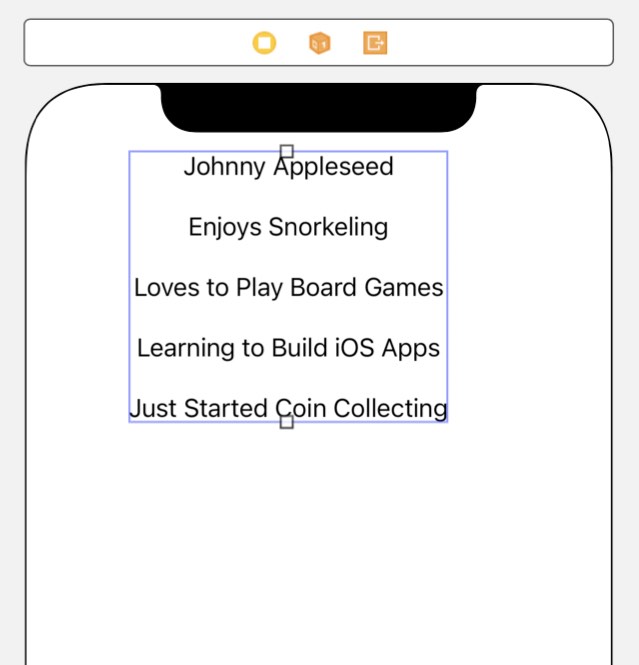 Johnny Appleseed
Enjoys Snorkeling
Loves to Play Board Games
Learning to Build iOS Apps
Just Started Coin Collecting